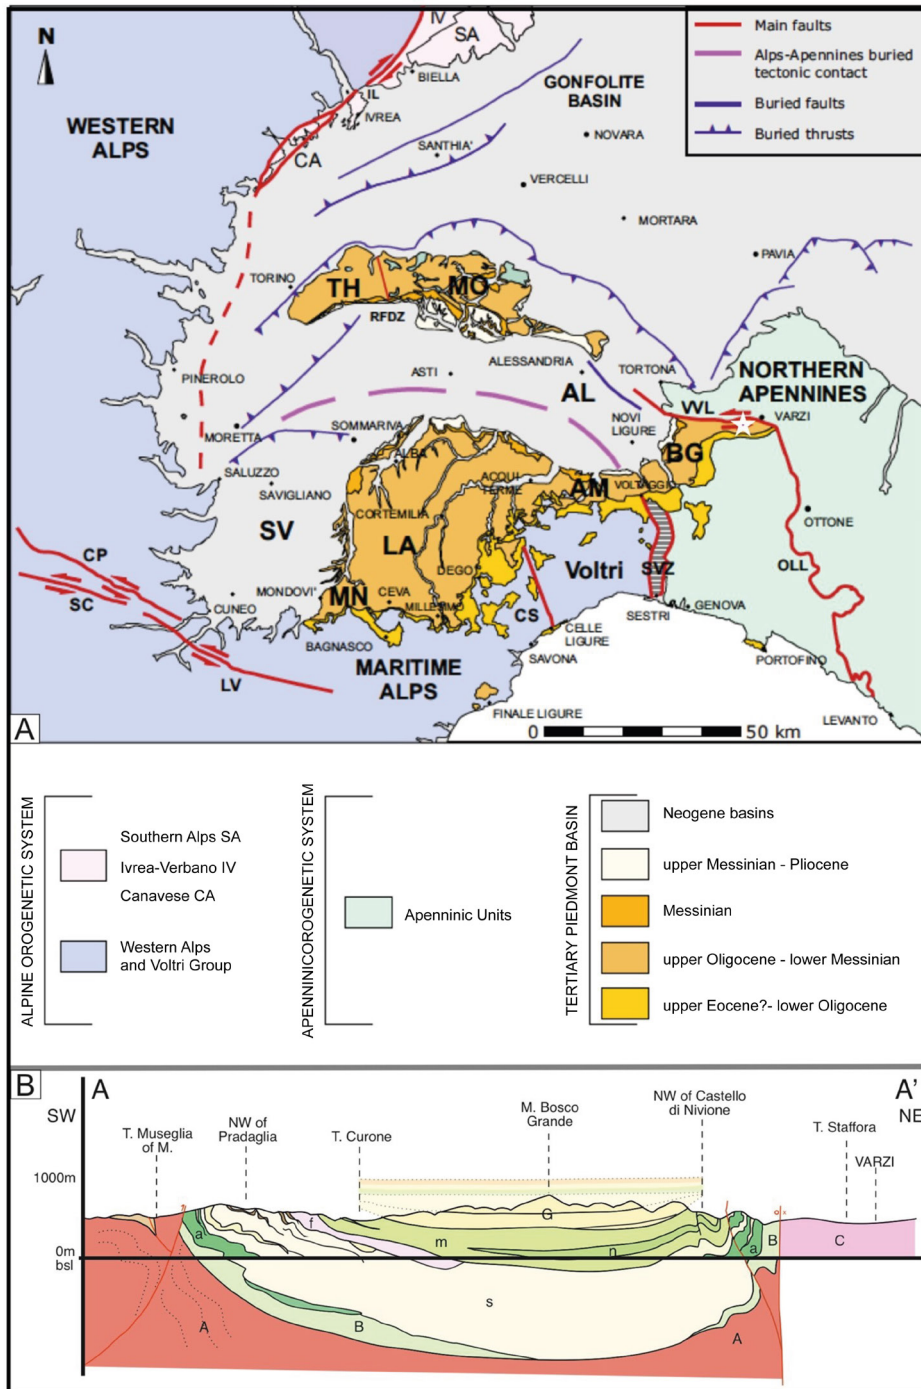 N
IV
SA
BIELLA
IL
IVREA
CA
WESTERN
ALPS
GONFOLITE
BASIN
NOVARA
SANTHIA'
VERCELLI
MORTARA
PAVIA
Main faults
Alps-Apennines buried
tectonic contact
Buried faults
Buried thrusts
TORINO
TH
MO
RFDZ
PINEROLO
ASTI
ALESSANDRIA
AL
TORTONA
NORTHERN
APENNINES
VVL
VARZI
MORETTA
SOMMARIVA
ALBA
NOVI
LIGURE
BG
SALUZZO
SAVIGLIANO
ACQUI
TERME
AM
VOLTAGGIO
CORTEMILIA
OTTONE
SV
LA
CP
SC
DEGO
Voltri
SVZ
OLL
MONDOVI'
MN
CEVA
MILLESIMO
CS
SESTRI
GENOVA
CUNEO
BAGNASCO
CELLE
LIGURE
PORTOFINO
LV
MARITIME
ALPS
SAVONA
FINALE LIGURE
LEVANTO
0
50 km
A
ALPINE OROGENETIC SYSTEM
Southern Alps SA
Ivrea-Verbano IV
Canavese CA
Western Alps
and Voltri Group
APENNINICOROGENETIC SYSTEM
Apenninic Units
TERTIARY PIEDMONT BASIN
Neogene basins
upper Messinian - Pliocene
Messinian
upper Oligocene - lower Messinian
upper Eocene?- lower Oligocene
B
A
A'
SW
NE
T. Museglia
of M.
NW of
Pradaglia
T. Curone
M. Bosco
Grande
NW of Castello
di Nivione
T. Staffora
VARZI
1000m
0m
bsl
a
f
m
G
n
a
B
C
s
A
B
A